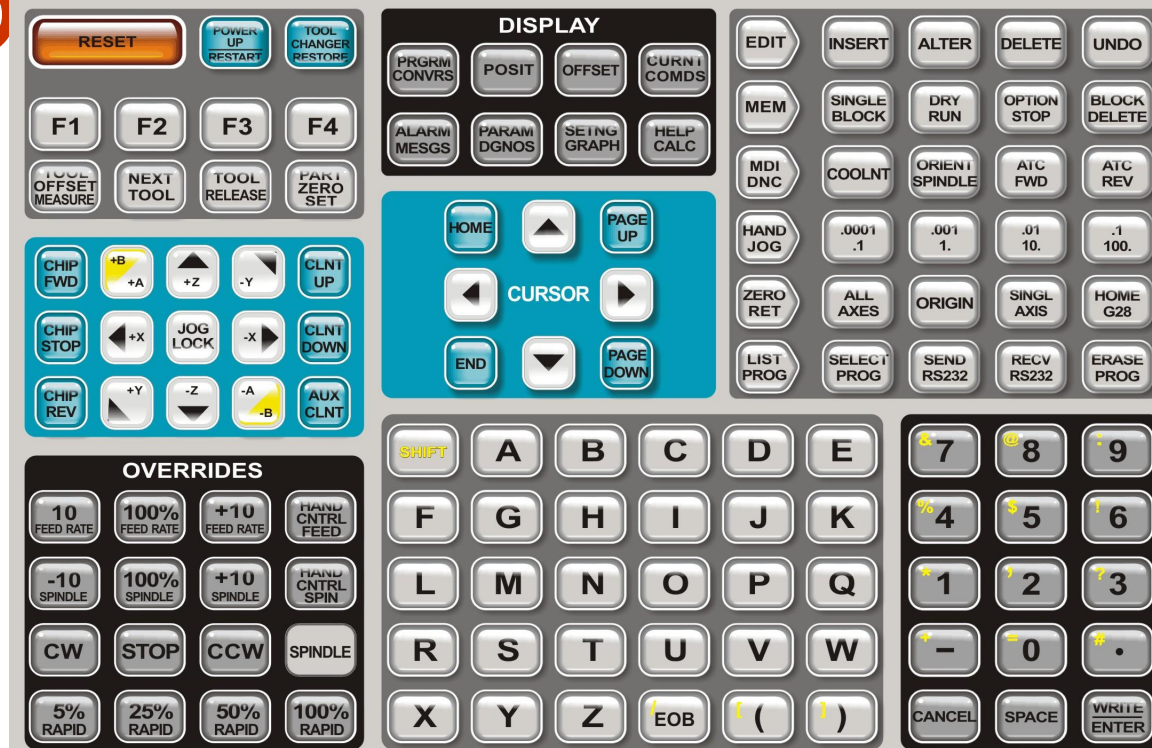 RESET
POWER
UP
RESTART
TOOL
CHANGER
RESTORE
F1
F2
F3
F4
TOOL
OFFSET
MEASURE
NEXT
TOOL
TOOL
RELEASE
PART
ZERO
SET
CHIP
FWD
+B
+A
+Z
-Y
CLNT
UP
CHIP
STOP
+X
JOG
LOCK
-X
CLNT
DOWN
CHIP
REV
+Y
-Z
-A
-B
AUX
CLNT
OVERRIDES
10
FEED RATE
100%
FEED RATE
+10
FEED RATE
HAND
CNTRL
FEED
-10
SPINDLE
100%
SPINDLE
+10
SPINDLE
HAND
CNTRL
SPIN
CW
STOP
CCW
SPINDLE
5%
RAPID
25%
RAPID
50%
RAPID
100%
RAPID
DISPLAY
PRGRM
CONVRS
POSIT
OFFSET
CURNT
COMDS
ALARM
MESGS
PARAM
DGNOS
SETNG
GRAPH
HELP
CALC
HOME
PAGE
UP
CURSOR
END
PAGE
DOWN
EDIT
INSERT
ALTER
DELETE
UNDO
MEM
SINGLE
BLOCK
DRY
RUN
OPTION
STOP
BLOCK
DELETE
MDI
DNC
COOLNT
ORIENT
SPINDLE
ATC
FWD
ATC
REV
HAND
JOG
.0001
.1
.001
1.
.01
10.
.1
100.
ZERO
RET
ALL
AXES
ORIGIN
SINGL
AXIS
HOME
G28
LIST
PROG
SELECT
PROG
SEND
RS232
RECV
RS232
ERASE
PROG
SHIFT
A
B
C
D
E
F
G
H
I
J
K
L
M
N
O
P
Q
R
S
T
U
V
W
X
Y
Z
/ EOB
[ (
] )
& 7
@ 8
: 9
% 4
$ 5
! 6
* 1
, 2
? 3
+ -
= 0
# .
CANCEL
SPACE
WRITE
ENTER